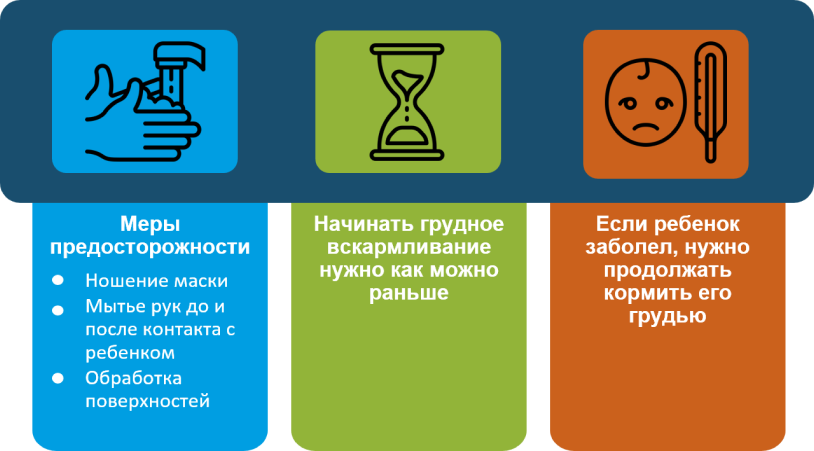 Меры
предосторожности
● Ношение маски
● Мытье рук до и
после контакта с
ребенком
● Обработка
поверхностей
Начинать грудное
вскармливание
нужно как можно
раньше
Если ребенок
заболел, нужно
продолжать
кормить его
грудью